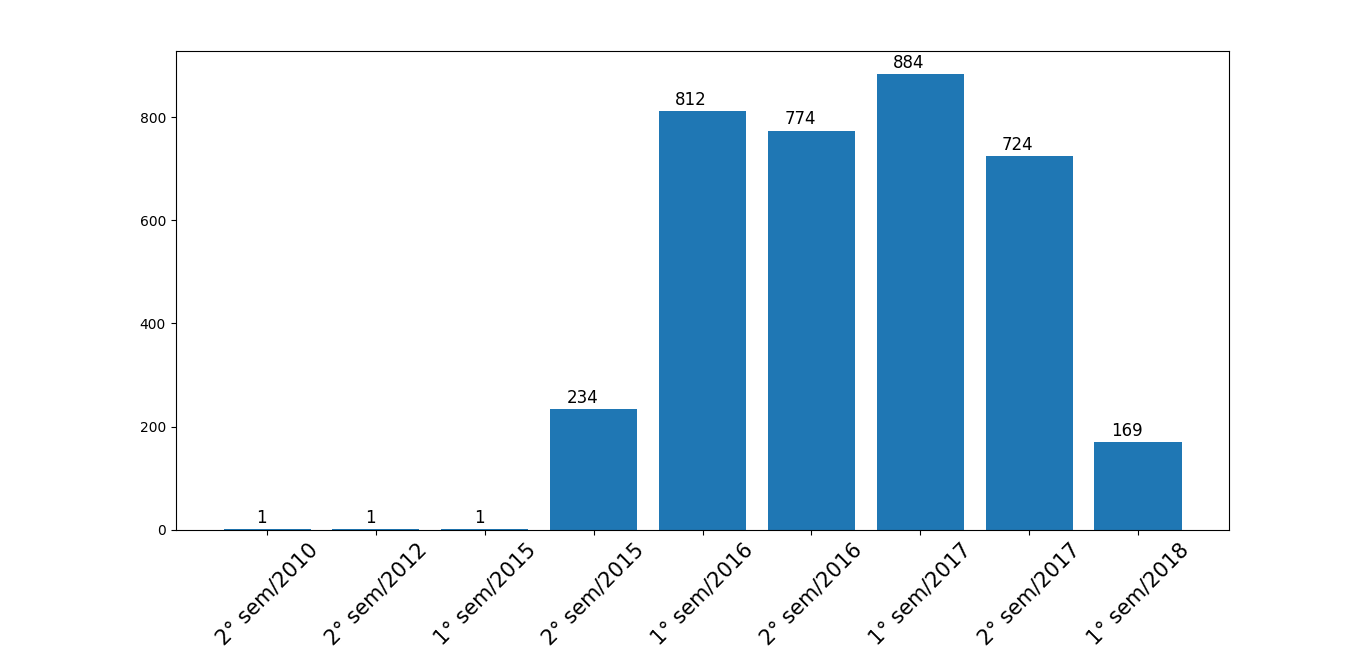 884
812
774
724
234
169
1
1
1
800
600
400
200
0
2° sem/2010
2° sem/2012
1° sem/2015
2° sem/2015
1° sem/2016
2° sem/2016
1° sem/2017
2° sem/2017
1° sem/2018